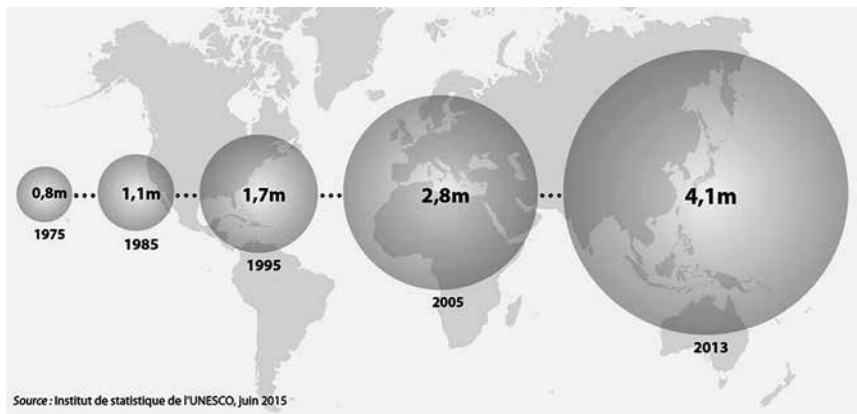 0,8m
1975
1,1m
1985
1,7m
1995
2,8m
2005
4,1m
2013
Source : Institut de statistique de l'UNESCO, juin 2015